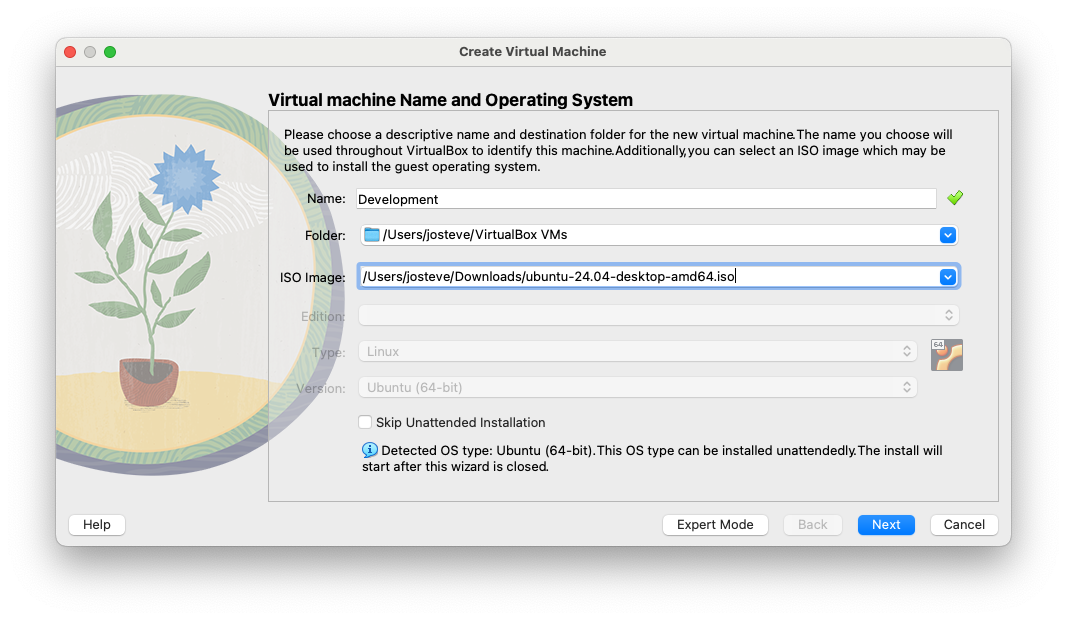 Create Virtual Machine
Virtual machine Name and Operating System
Please choose a descriptive name and destination folder for the new virtual machine.The name you choose will
be used throughout VirtualBox to identify this machine.Additionally,you can select an ISO image which may be
used to install the guest operating system.
Name: Development
Folder: /Users/josteve/VirtualBox VMs
ISO Image: /Users/josteve/Downloads/ubuntu-24.04-desktop-amd64.iso
Edition:
Type: Linux 64
Version: Ubuntu (64-bit)
Skip Unattended Installation
Detected OS type: Ubuntu (64-bit).This OS type can be installed unattendedly.The install will
start after this wizard is closed.
Help Expert Mode Back Next Cancel